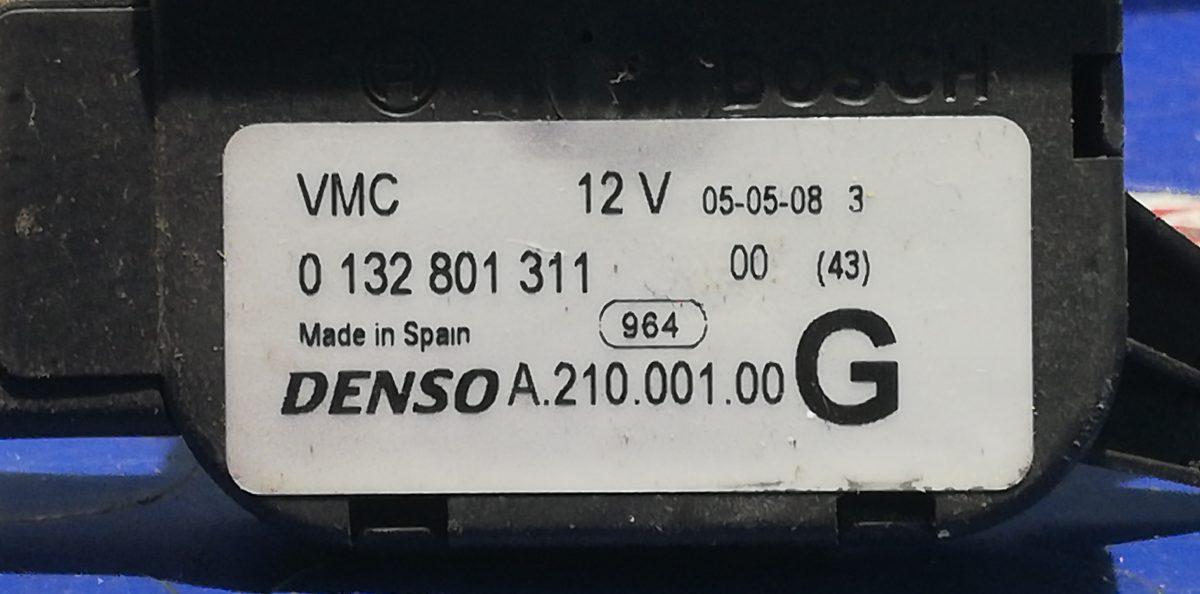 BOSCH
VMC 12 V 05-05-08 3
0 132 801 311 00 (43)
Made in Spain 964
DENSO A.210.001.00 G